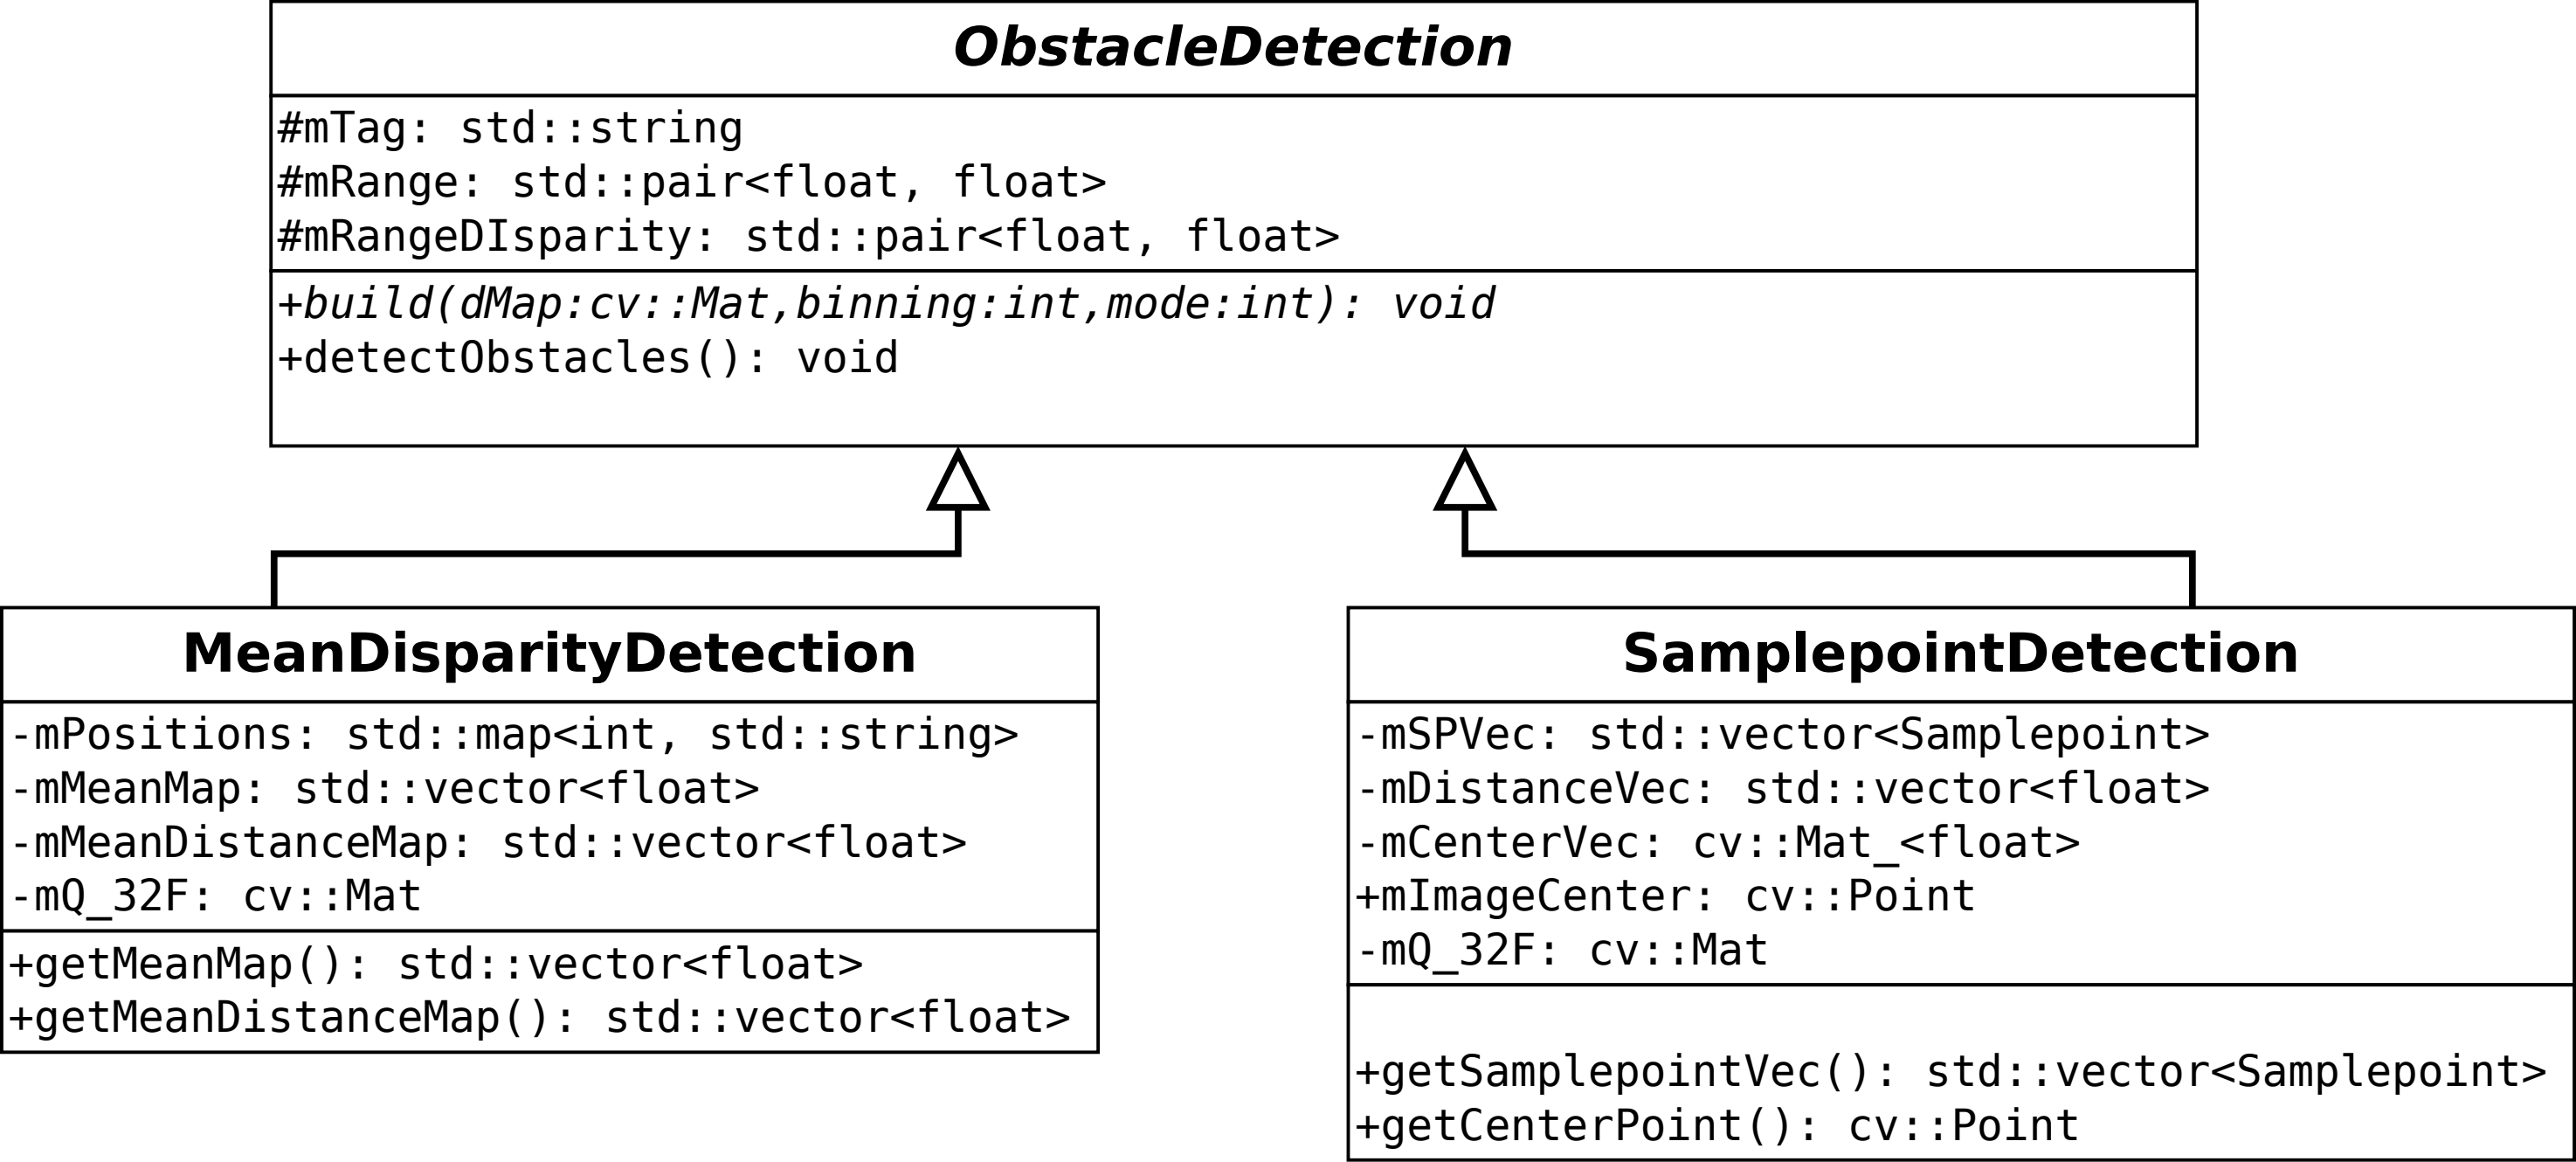 ObstacleDetection
#mTag: std::string
#mRange: std::pair<float, float>
#mRangeDIsparity: std::pair<float, float>
+build(dMap:cv::Mat,binning:int,mode:int): void
+detectObstacles(): void
MeanDisparityDetection
-mPositions: std::map<int, std::string>
-mMeanMap: std::vector<float>
-mMeanDistanceMap: std::vector<float>
-mQ_32F: cv::Mat
+getMeanMap(): std::vector<float>
+getMeanDistanceMap(): std::vector<float>
SamplepointDetection
-mSPVec: std::vector<Samplepoint>
-mDistanceVec: std::vector<float>
-mCenterVec: cv::Mat_<float>
+mImageCenter: cv::Point
-mQ_32F: cv::Mat
+getSamplepointVec(): std::vector<Samplepoint>
+getCenterPoint(): cv::Point